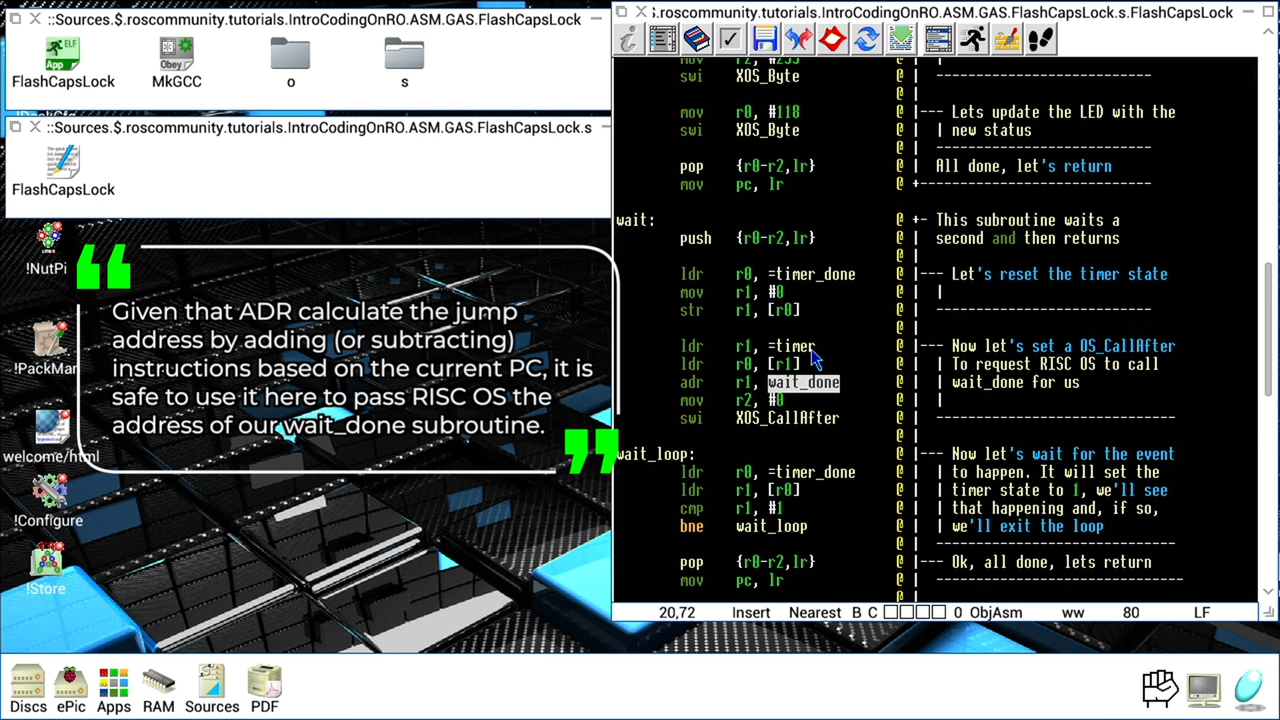 ::Sources.$.roscommunity.tutorials.IntroCodingOnRO.ASM.GAS.FlashCapsLock
FlashCapsLock
MkGCC
o
s
::Sources.$.roscommunity.tutorials.IntroCodingOnRO.ASM.GAS.FlashCapsLock.s
FlashCapsLock
!NutPi
!PackMan
welcome/html
!Configure
!Store
Given that ADR calculate the jump
address by adding (or subtracting)
instructions based on the current PC, it is
safe to use it here to pass RISC OS the
address of our wait_done subroutine.
$.roscommunity.tutorials.IntroCodingOnRO.ASM.GAS.FlashCapsLock.s.FlashCapsLock
mov r2, #255 @ | |
swi XOS_Byte @ | ---------------------------
@ |
mov r0, #118 @ |--- Lets update the LED with the
swi XOS_Byte @ | | new status
@ | ---------------------------
pop {r0-r2,lr} @ | All done, let's return
mov pc, lr @ +-----------------------------
wait: @ +- This subroutine waits a
push {r0-r2,lr} @ | second and then returns
@ |
ldr r0, =timer_done @ |--- Let's reset the timer state
mov r1, #0 @ | |
str r1, [r0] @ | ---------------------------
@ |
ldr r1, =timer @ |--- Now let's set a OS_CallAfter
ldr r0, [r1] @ | | To request RISC OS to call
adr r1, wait_done @ | | wait_done for us
mov r2, #0 @ | |
swi XOS_CallAfter @ | ------------------------------
@ |
wait_loop: @ |--- Now let's wait for the event
ldr r0, =timer_done @ | | to happen. It will set the
ldr r1, [r0] @ | | timer state to 1, we'll see
cmp r1, #1 @ | | that happening and, if so,
bne wait_loop @ | | we'll exit the loop
@ | ------------------------------
pop {r0-r2,lr} @ |--- Ok, all done, lets return
mov pc, lr @ | -------------------------------
@ |
20,72 Insert Nearest B C 0 ObjAsm ww 80 LF
Discs
ePic
Apps
RAM
Sources
PDF